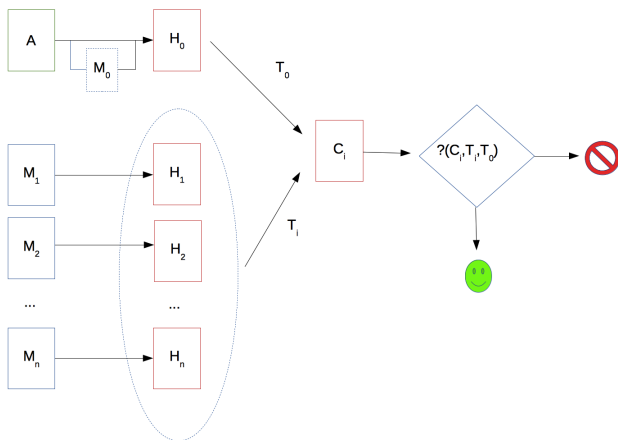 A
H₀
M₀
T₀
?(Cᵢ,Tᵢ,T₀)
Cᵢ
M₁
H₁
Tᵢ
M₂
H₂
...
...
Mₙ
Hₙ